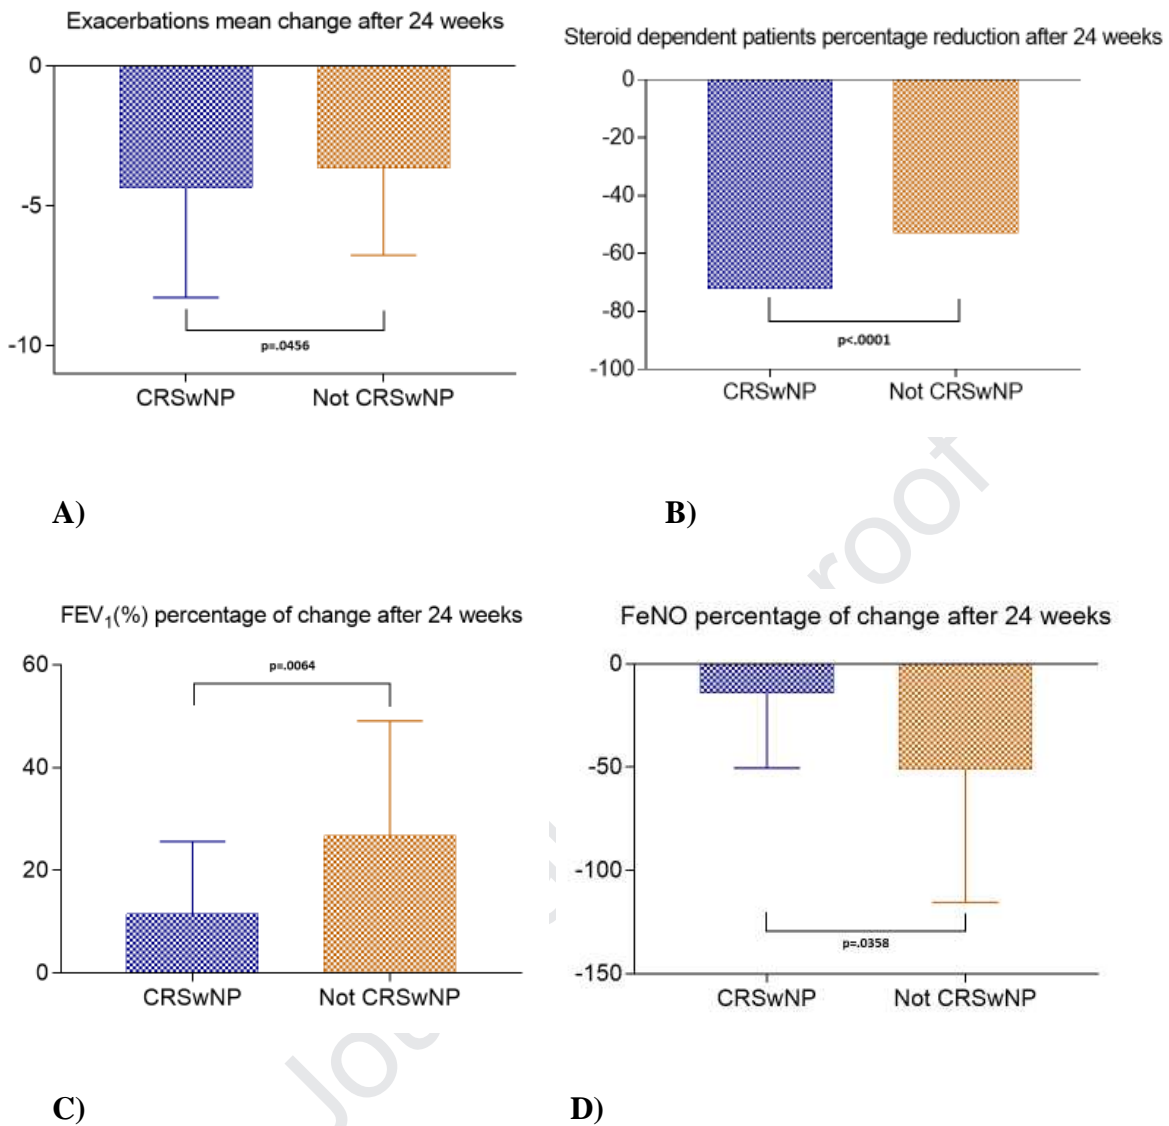 Exacerbations mean change after 24 weeks
0
-5
-10
p=.0456
CRSwNP Not CRSwNP
A)
Steroid dependent patients percentage reduction after 24 weeks
0
-20
-40
-60
-80
-100
p<.0001
CRSwNP Not CRSwNP
B)
FEV₁(%) percentage of change after 24 weeks
60
40
20
0
p=.0064
CRSwNP Not CRSwNP
C)
FeNO percentage of change after 24 weeks
0
-50
-100
-150
p=.0358
CRSwNP Not CRSwNP
D)